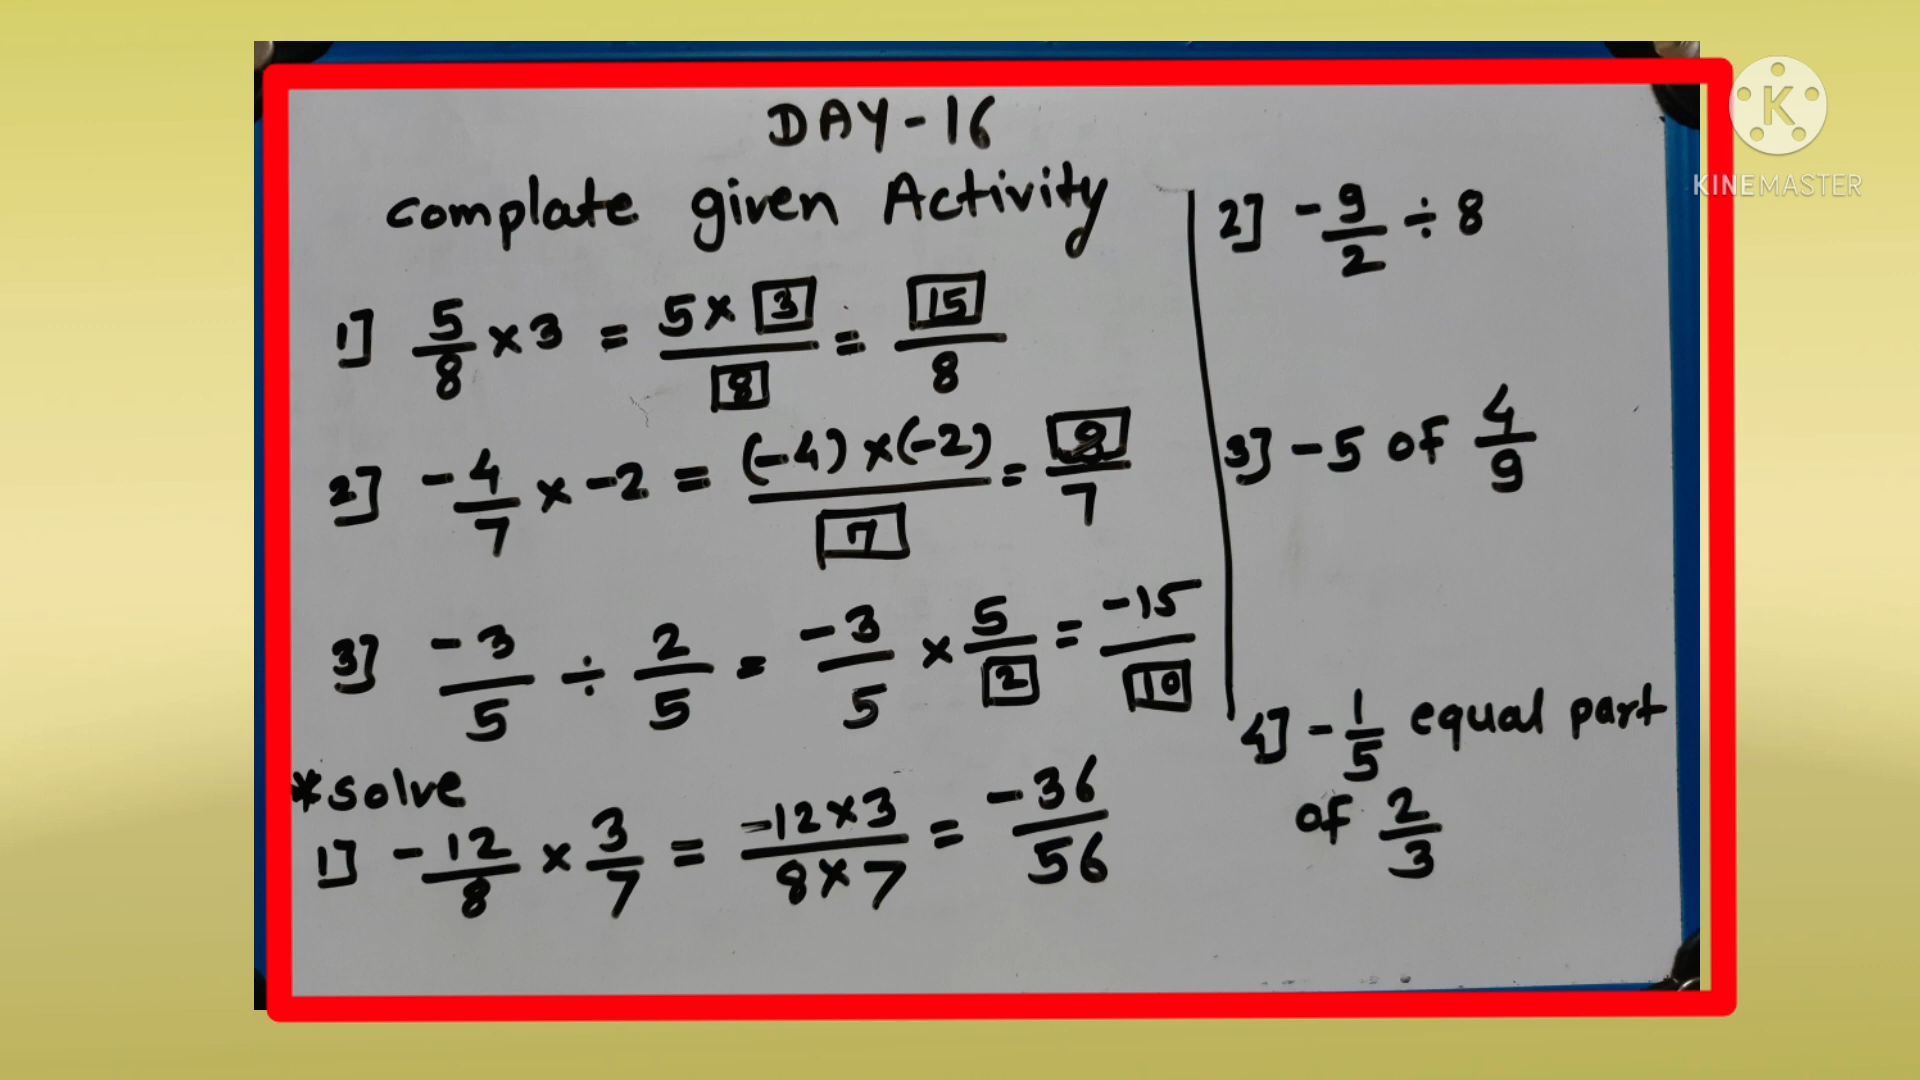 DAY-16
complate given Activity
1] 5/8 × 3 = 5 × 3 / 8 = 15/8
2] -4/7 × -2 = (-4) × (-2) / 7 = 8/7
3] -3/5 ÷ 2/5 = -3/5 × 5/2 = -15/10
*solve
1] -12/8 × 3/7 = -12×3 / 8×7 = -36/56
2] -9/2 ÷ 8
3] -5 of 4/9
4] -1/5 equal part
of 2/3
K
KINEMASTER